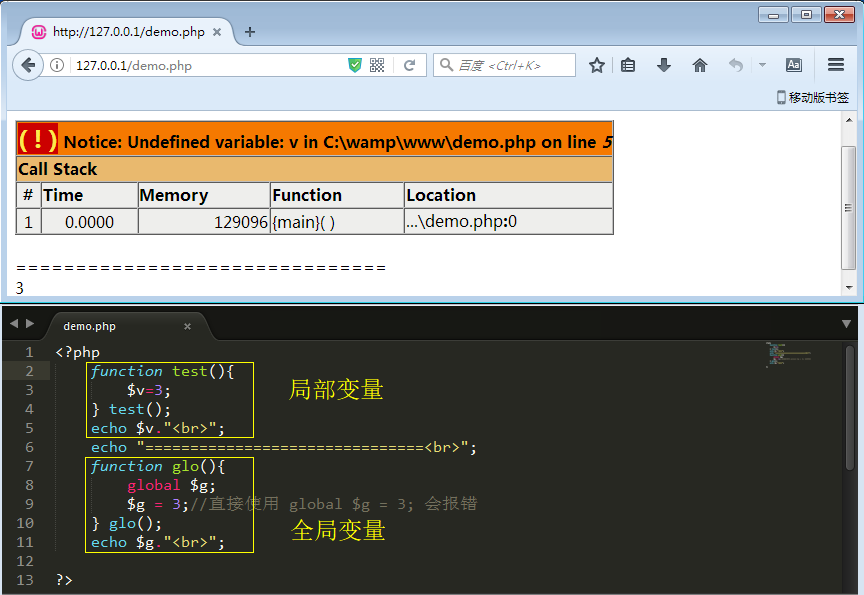 http://127.0.0.1/demo.php
127.0.0.1/demo.php
百度 <Ctrl+K>
移动版书签
( ! ) Notice: Undefined variable: v in C:\wamp\www\demo.php on line 5
Call Stack
# Time Memory Function Location
1 0.0000 129096 {main}( ) ...\demo.php:0
===============================
3
demo.php
1 <?php
2 function test(){
3 $v=3;
局部变量
4 } test();
5 echo $v."<br>";
6 echo "===============================<br>";
7 function glo(){
8 global $g;
9 $g = 3;//直接使用 global $g = 3; 会报错
10 } glo();
全局变量
11 echo $g."<br>";
12
13 ?>